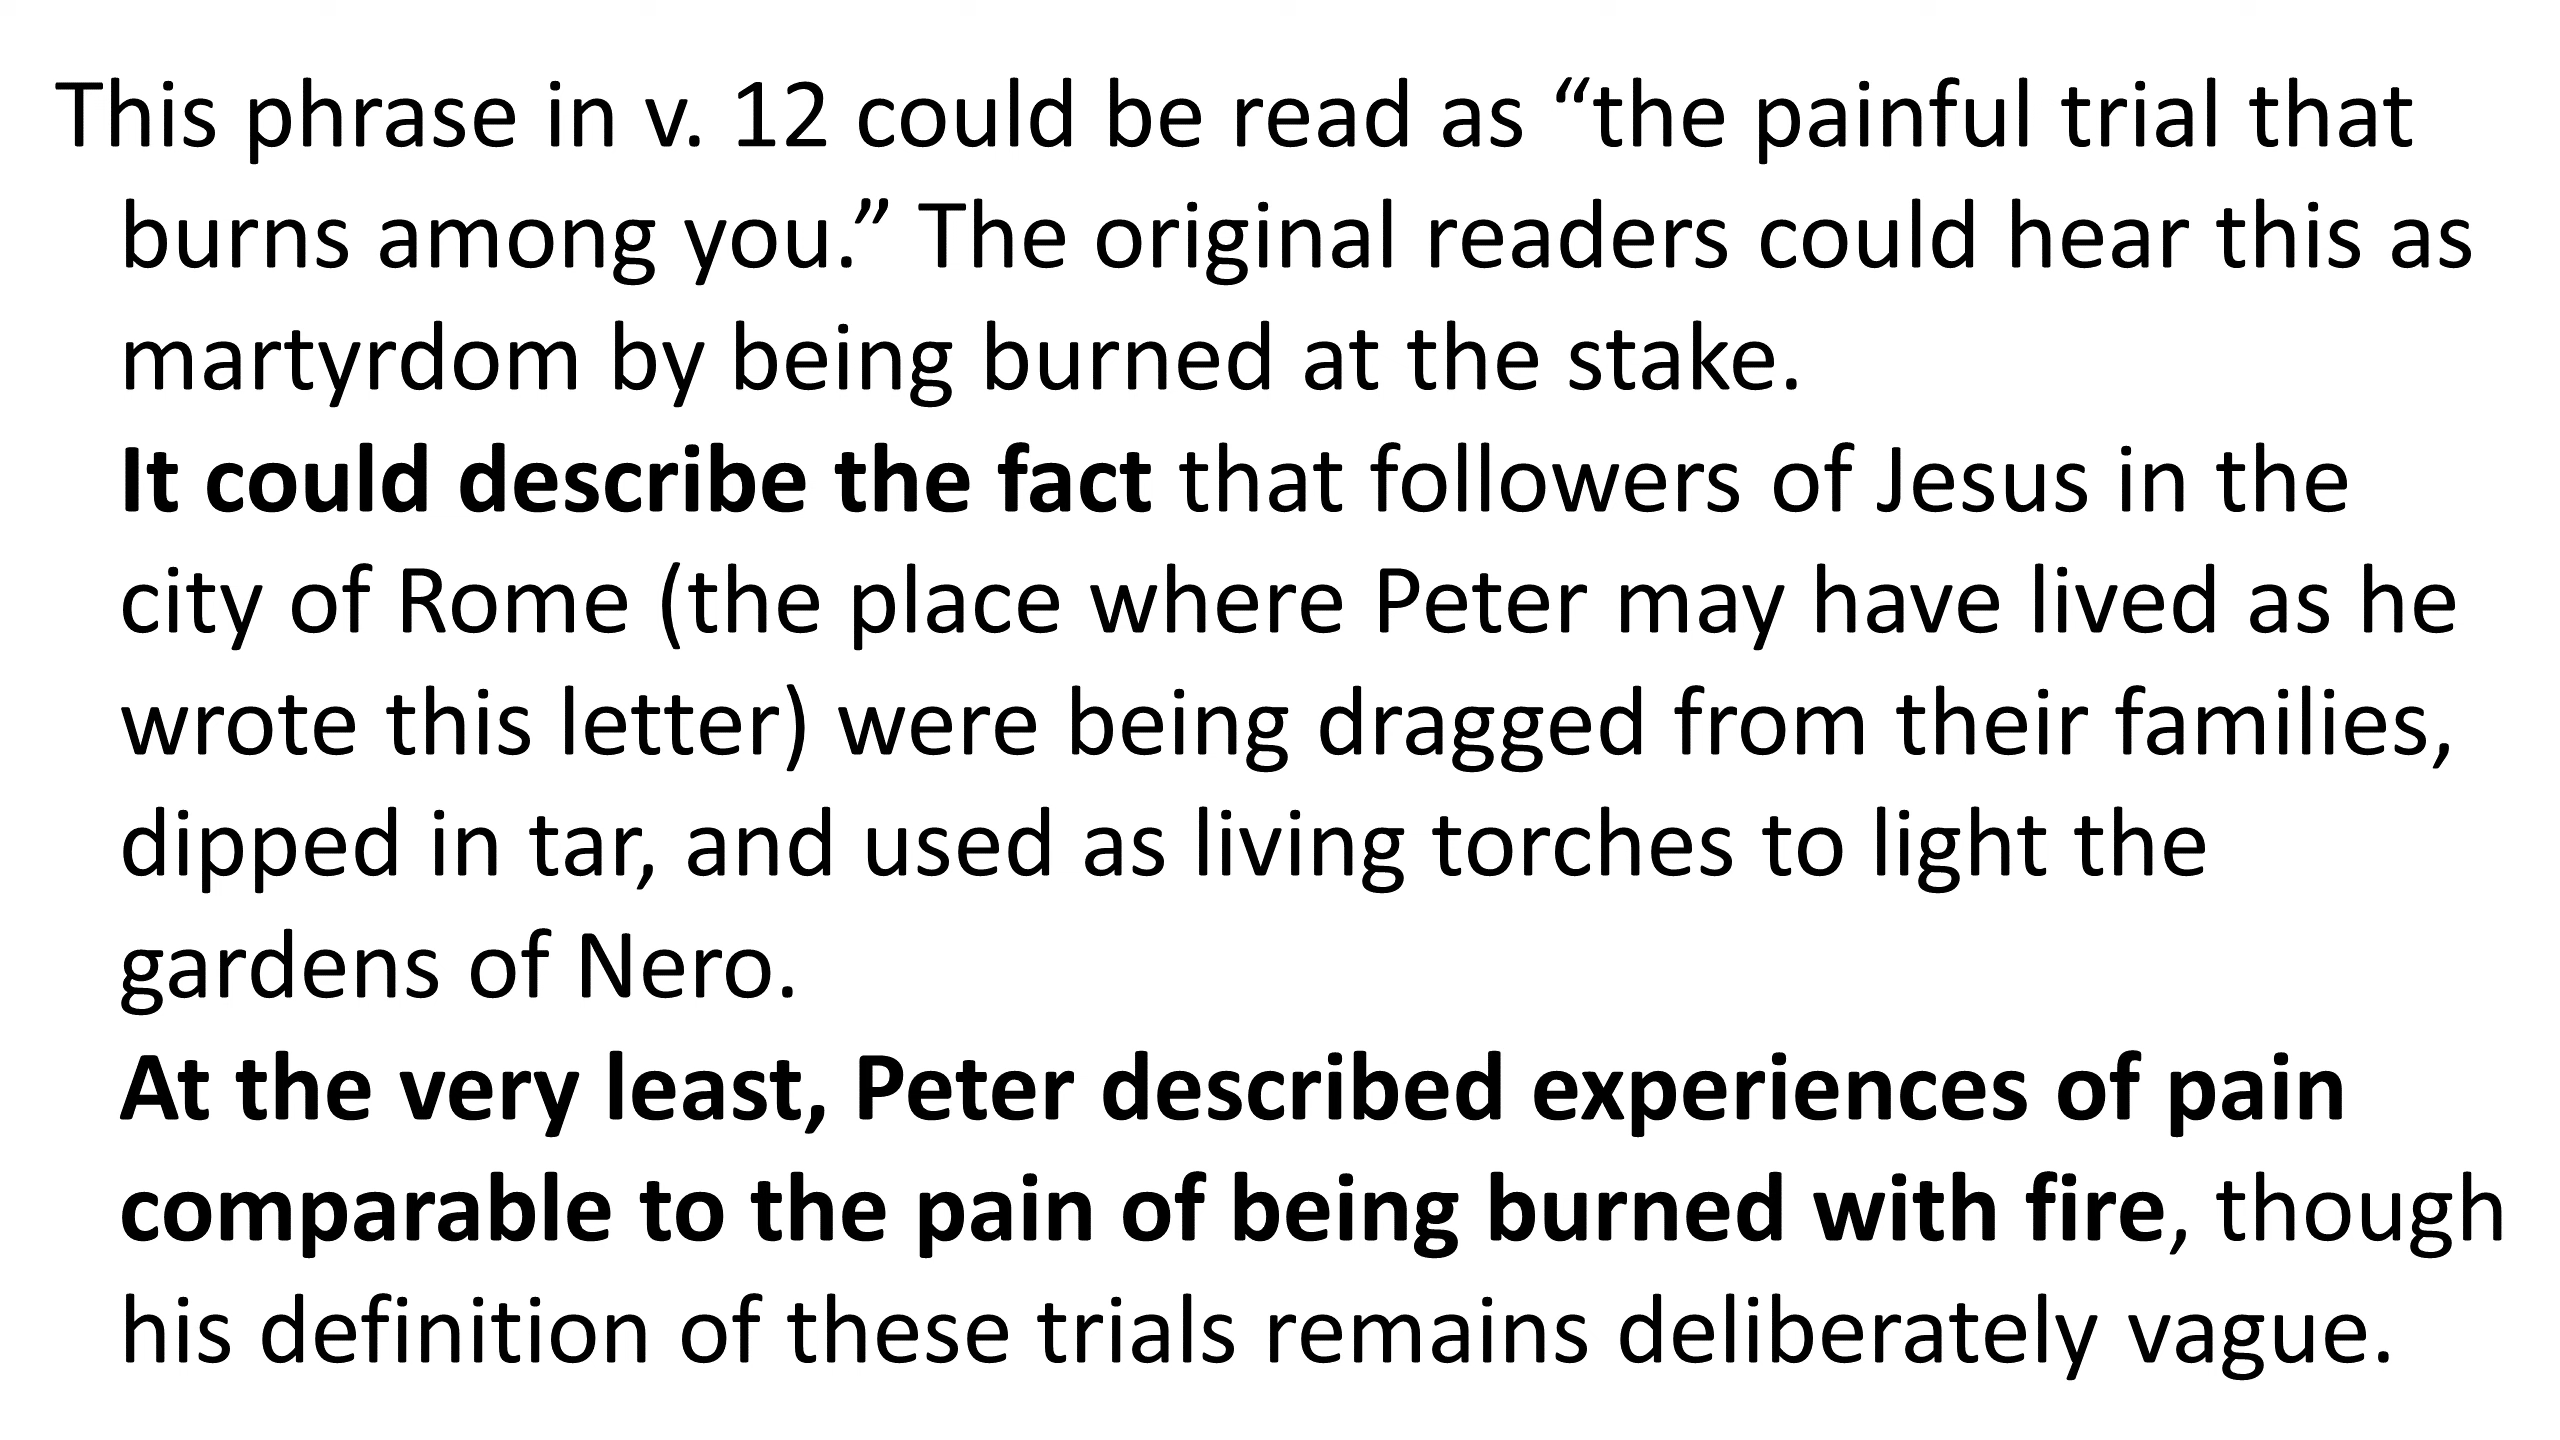 This phrase in v. 12 could be read as “the painful trial that
burns among you.” The original readers could hear this as
martyrdom by being burned at the stake.
It could describe the fact that followers of Jesus in the
city of Rome (the place where Peter may have lived as he
wrote this letter) were being dragged from their families,
dipped in tar, and used as living torches to light the
gardens of Nero.
At the very least, Peter described experiences of pain
comparable to the pain of being burned with fire, though
his definition of these trials remains deliberately vague.